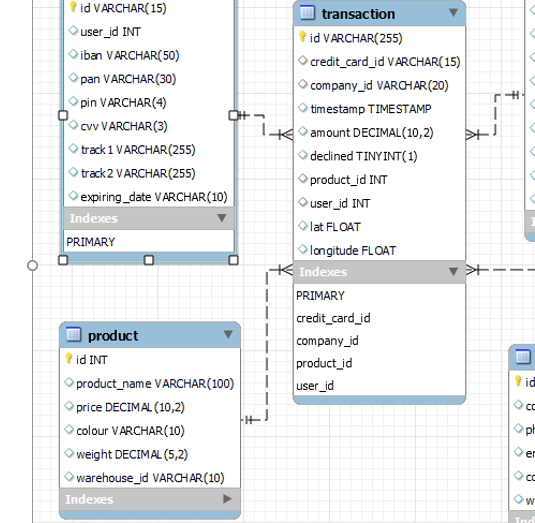 id VARCHAR(15)
user_id INT
iban VARCHAR(50)
pan VARCHAR(30)
pin VARCHAR(4)
cvv VARCHAR(3)
track1 VARCHAR(255)
track2 VARCHAR(255)
expiring_date VARCHAR(10)
Indexes
PRIMARY
transaction
id VARCHAR(255)
credit_card_id VARCHAR(15)
company_id VARCHAR(20)
timestamp TIMESTAMP
amount DECIMAL(10,2)
declined TINYINT(1)
product_id INT
user_id INT
lat FLOAT
longitude FLOAT
Indexes
PRIMARY
credit_card_id
company_id
product_id
user_id
product
id INT
product_name VARCHAR(100)
price DECIMAL(10,2)
colour VARCHAR(10)
weight DECIMAL(5,2)
warehouse_id VARCHAR(10)
Indexes
id